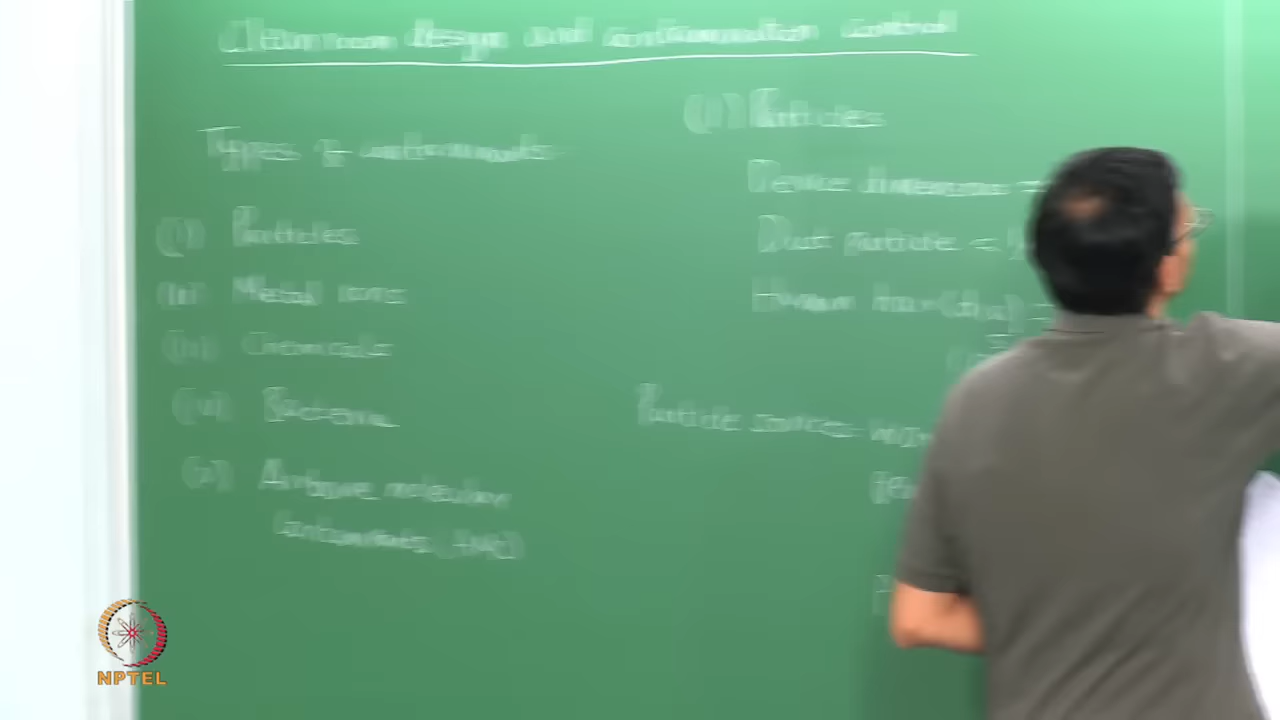 Cleanroom design and contamination control
Types of contaminants
(i) Particles
(ii) Metal ions
(iii) Chemicals
(iv) Bacteria
(v) Airborne molecular
Contaminants (AMC)
(i) Particles
Device dimensions
Dust particle
Human hair (dia)
Particle sources
NPTEL